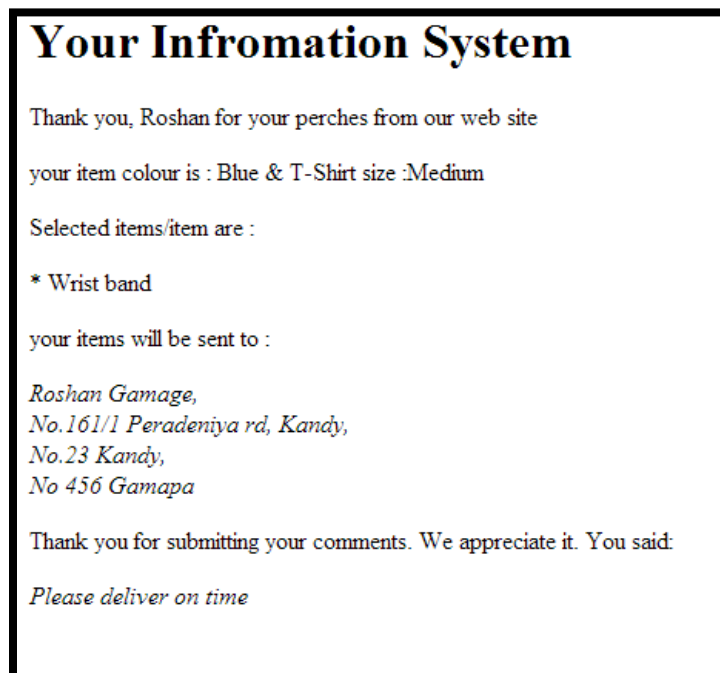 Your Infromation System
Thank you, Roshan for your perches from our web site
your item colour is : Blue & T-Shirt size :Medium
Selected items/item are :
* Wrist band
your items will be sent to :
Roshan Gamage,
No.161/1 Peradeniya rd, Kandy,
No.23 Kandy,
No 456 Gamapa
Thank you for submitting your comments. We appreciate it. You said:
Please deliver on time